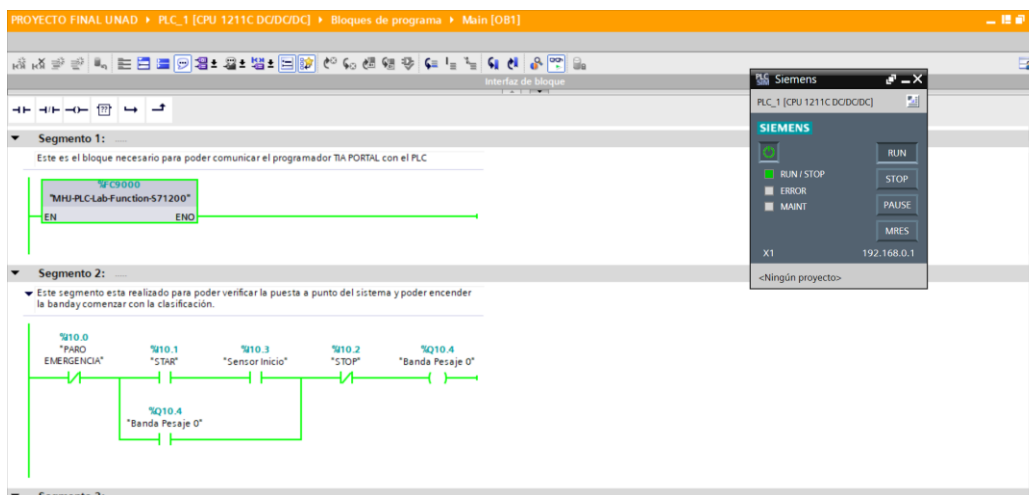 PROYECTO FINAL UNAD ▸ PLC_1 [CPU 1211C DC/DC/DC] ▸ Bloques de programa ▸ Main [OB1]
Interfaz de bloque
Segmento 1:
Este es el bloque necesario para poder comunicar el programador TIA PORTAL con el PLC
%FC9000
"MHJ-PLC-Lab-Function-S71200"
EN ENO
Segmento 2:
Este segmento esta realizado para poder verificar la puesta a punto del sistema y poder encender
la banday comenzar con la clasificación.
%I10.0
"PARO
EMERGENCIA"
%I10.1
"STAR"
%I10.3
"Sensor Inicio"
%I10.2
"STOP"
%Q10.4
"Banda Pesaje 0"
%Q10.4
"Banda Pesaje 0"
Segmento 3:
Siemens
PLC_1 [CPU 1211C DC/DC/DC]
SIEMENS
RUN
RUN / STOP
STOP
ERROR
MAINT
PAUSE
MRES
X1 192.168.0.1
<Ningún proyecto>